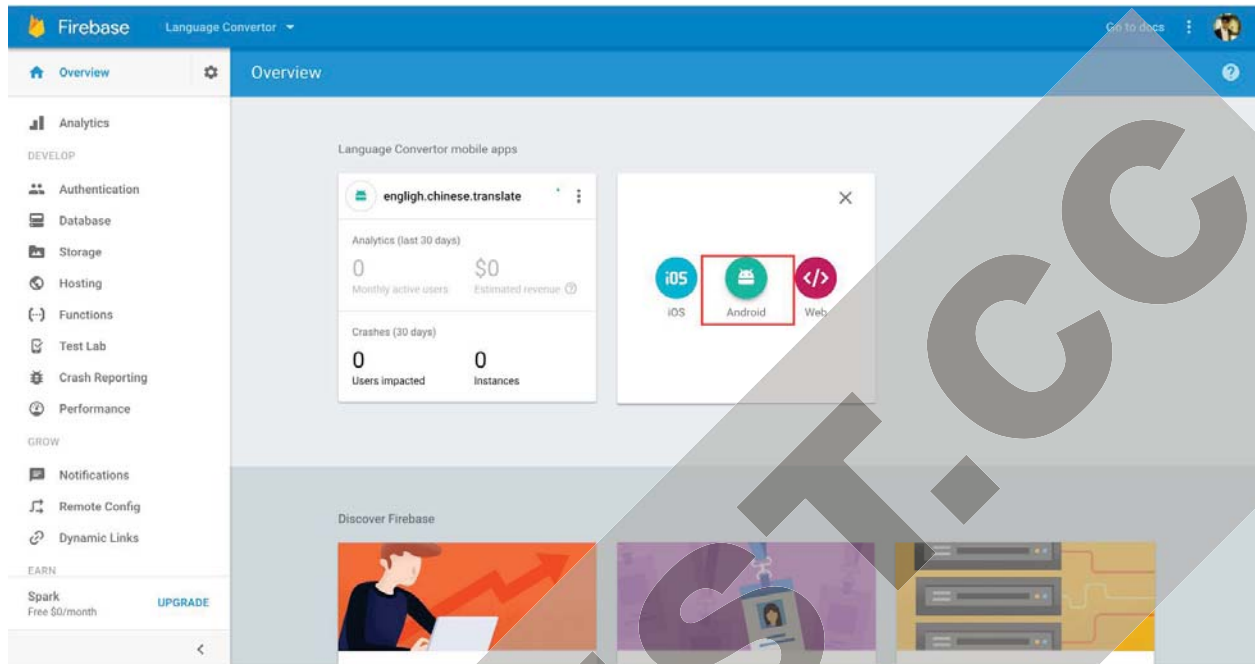 Firebase Language Convertor Go to docs
Overview Overview
Analytics
DEVELOP
Authentication
Database
Storage
Hosting
Functions
Test Lab
Crash Reporting
Performance
GROW
Notifications
Remote Config
Dynamic Links
EARN
Spark
Free $0/month
UPGRADE
Language Convertor mobile apps
engligh.chinese.translate
Analytics (last 30 days)
0 $0
Monthly active users Estimated revenue
Crashes (30 days)
0 0
Users impacted Instances
iOS
iOS Android Web
Discover Firebase
ST.CC